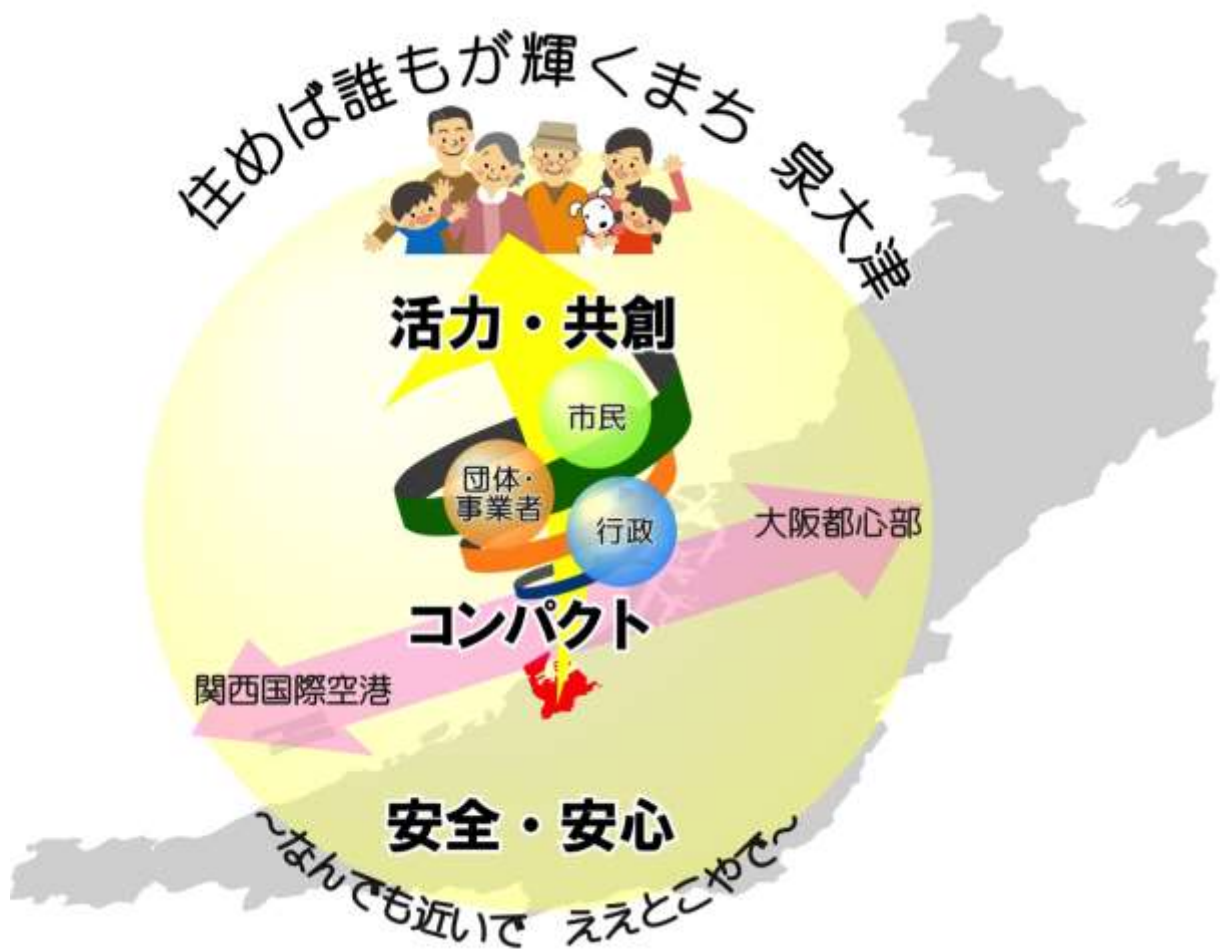 住めば誰もが輝くまち 泉大津
活力・共創
市民
団体・
事業者
行政
大阪都心部
コンパクト
関西国際空港
安全・安心
～なんでも近いで ええとこやで～